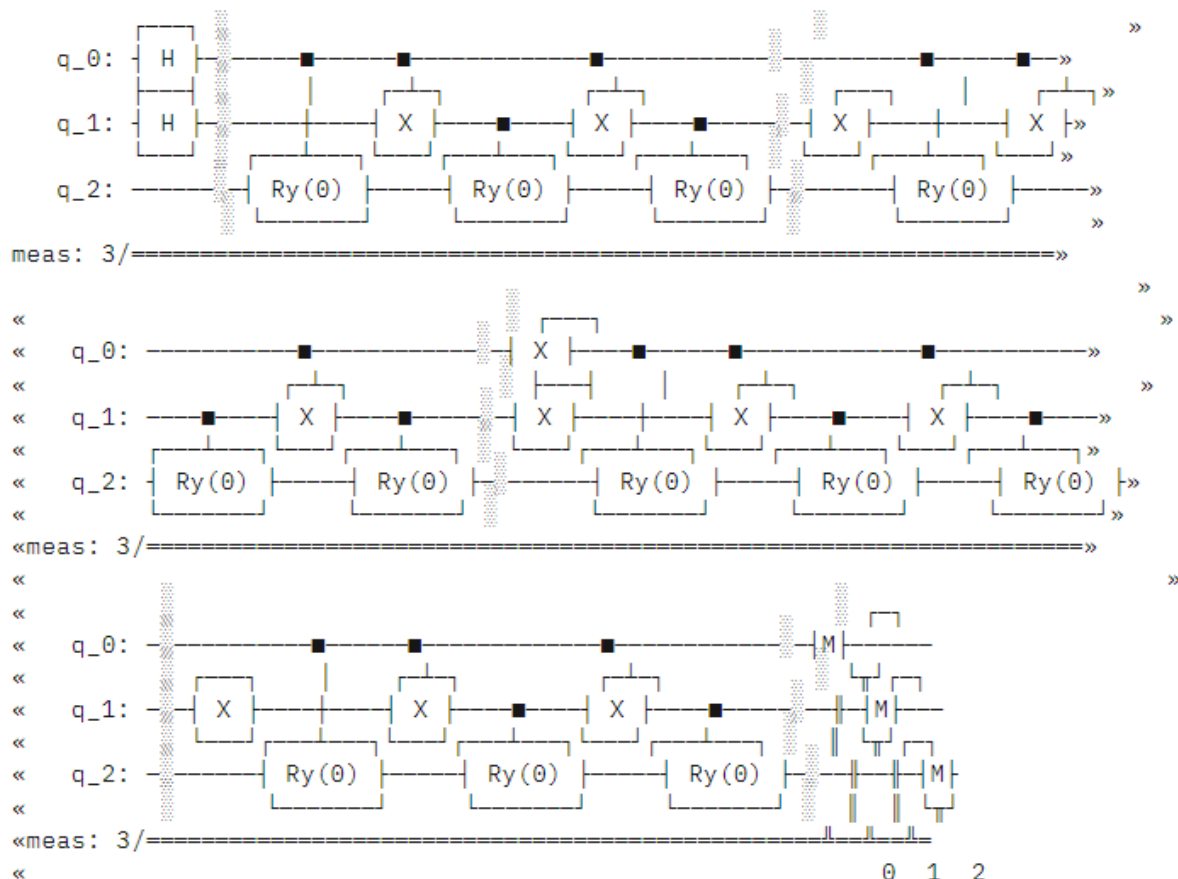 »
q_0: H »
»
q_1: H X X X X »
»
q_2: Ry(0) Ry(0) Ry(0) Ry(0) »
»
meas: 3/ »
»
« »
« q_0: X »
« »
« q_1: X X X X X »
« »
« q_2: Ry(0) Ry(0) Ry(0) Ry(0) Ry(0) »
« »
«meas: 3/ »
« »
«
« q_0: M
«
« q_1: X X X M
«
« q_2: Ry(0) Ry(0) Ry(0) M
«
«meas: 3/
« 0 1 2